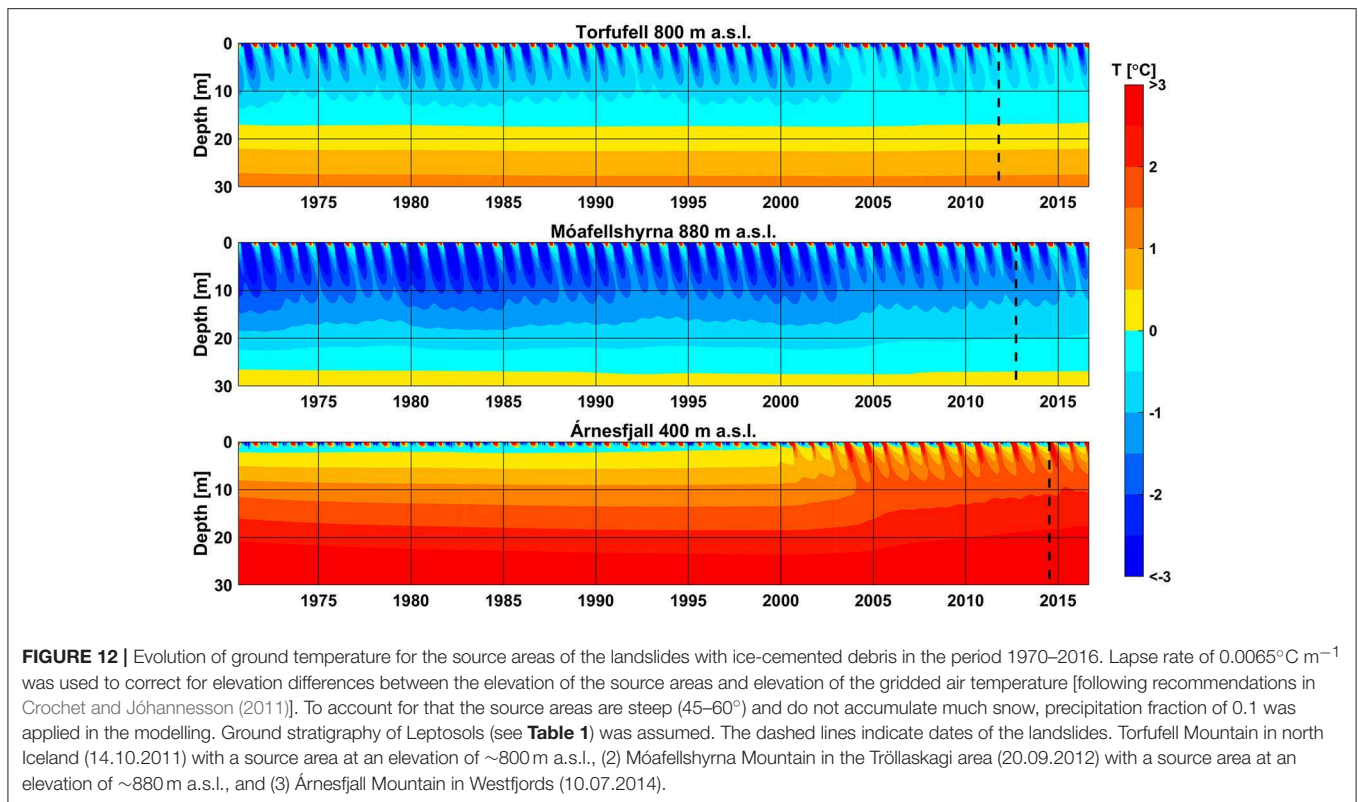 Torfufell 800 m a.s.l.
0
10
20
30
Depth [m]
1975 1980 1985 1990 1995 2000 2005 2010 2015
Móafellshyrna 880 m a.s.l.
0
10
20
30
Depth [m]
1975 1980 1985 1990 1995 2000 2005 2010 2015
Árnesfjall 400 m a.s.l.
0
10
20
30
Depth [m]
1975 1980 1985 1990 1995 2000 2005 2010 2015
T [°C]
>3
2
1
0
-1
-2
<-3
FIGURE 12 | Evolution of ground temperature for the source areas of the landslides with ice-cemented debris in the period 1970–2016. Lapse rate of 0.0065°C m−1
was used to correct for elevation differences between the elevation of the source areas and elevation of the gridded air temperature [following recommendations in
Crochet and Jóhannesson (2011)]. To account for that the source areas are steep (45–60°) and do not accumulate much snow, precipitation fraction of 0.1 was
applied in the modelling. Ground stratigraphy of Leptosols (see Table 1) was assumed. The dashed lines indicate dates of the landslides. Torfufell Mountain in north
Iceland (14.10.2011) with a source area at an elevation of ∼800 m a.s.l., (2) Móafellshyrna Mountain in the Tröllaskagi area (20.09.2012) with a source area at an
elevation of ∼880 m a.s.l., and (3) Árnesfjall Mountain in Westfjords (10.07.2014).